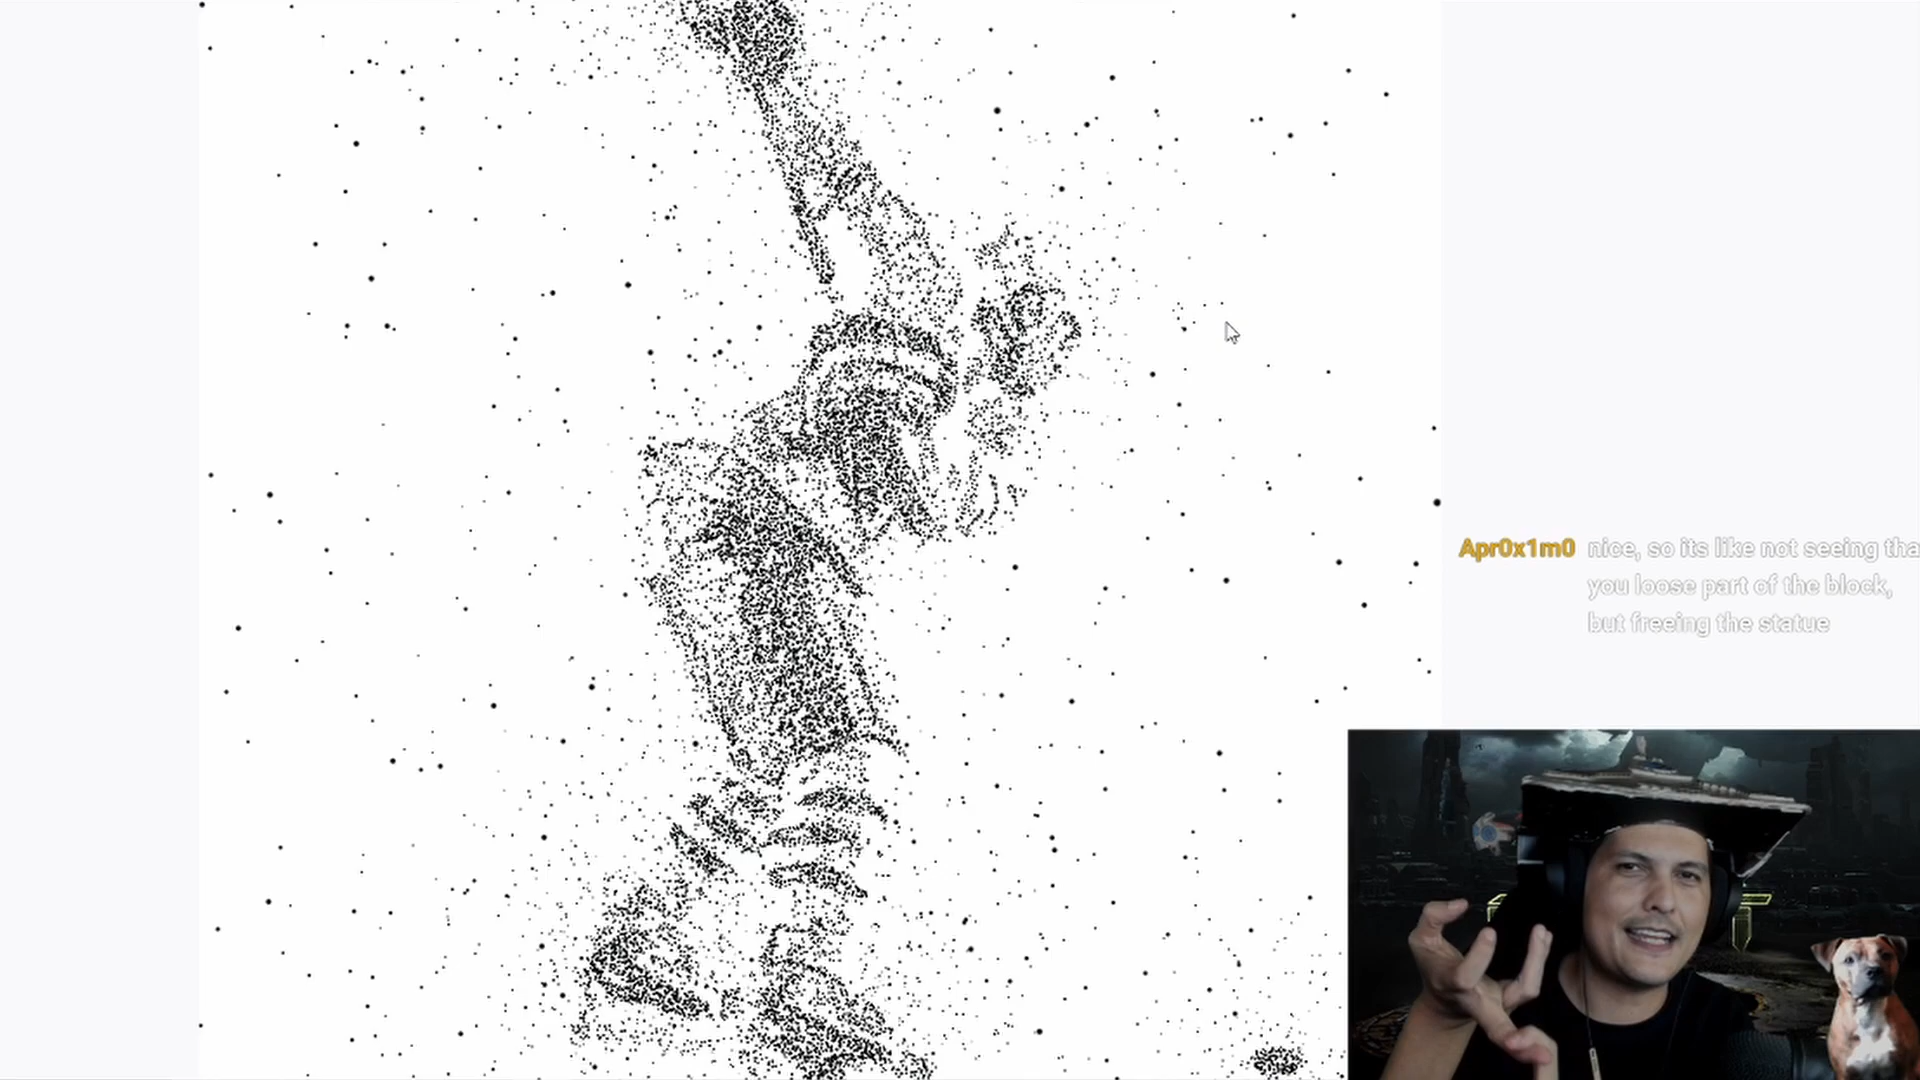 Apr0x1m0 nice, so its like not seeing tha
you loose part of the block,
but freeing the statue